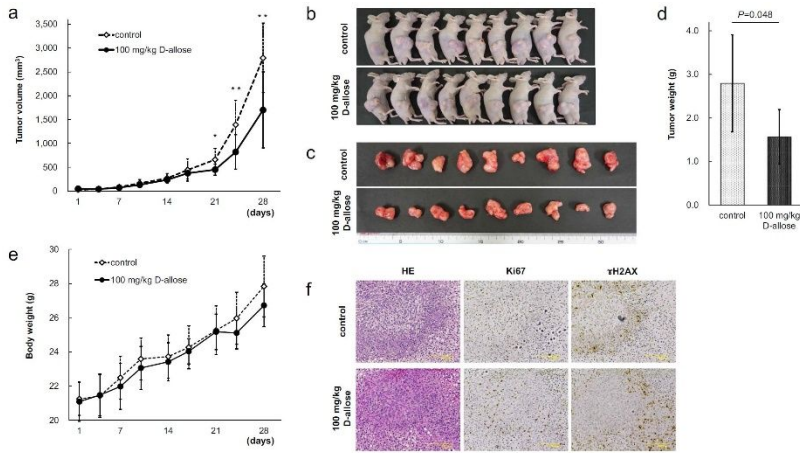 a
control
100 mg/kg D-allose
Tumor volume (mm³)
3,500
3,000
2,500
2,000
1,500
1,000
500
0
*
**
**
1
7
14
21
28
(days)
b
control
100 mg/kg
D-allose
c
control
100 mg/kg
D-allose
d
P=0.048
Tumor weight (g)
4.0
3.0
2.0
1.0
0.0
control
100 mg/kg
D-allose
e
control
100 mg/kg D-allose
Body weight (g)
30
28
26
24
22
20
1
7
14
21
28
(days)
f
HE
Ki67
γH2AX
control
100 mg/kg
D-allose